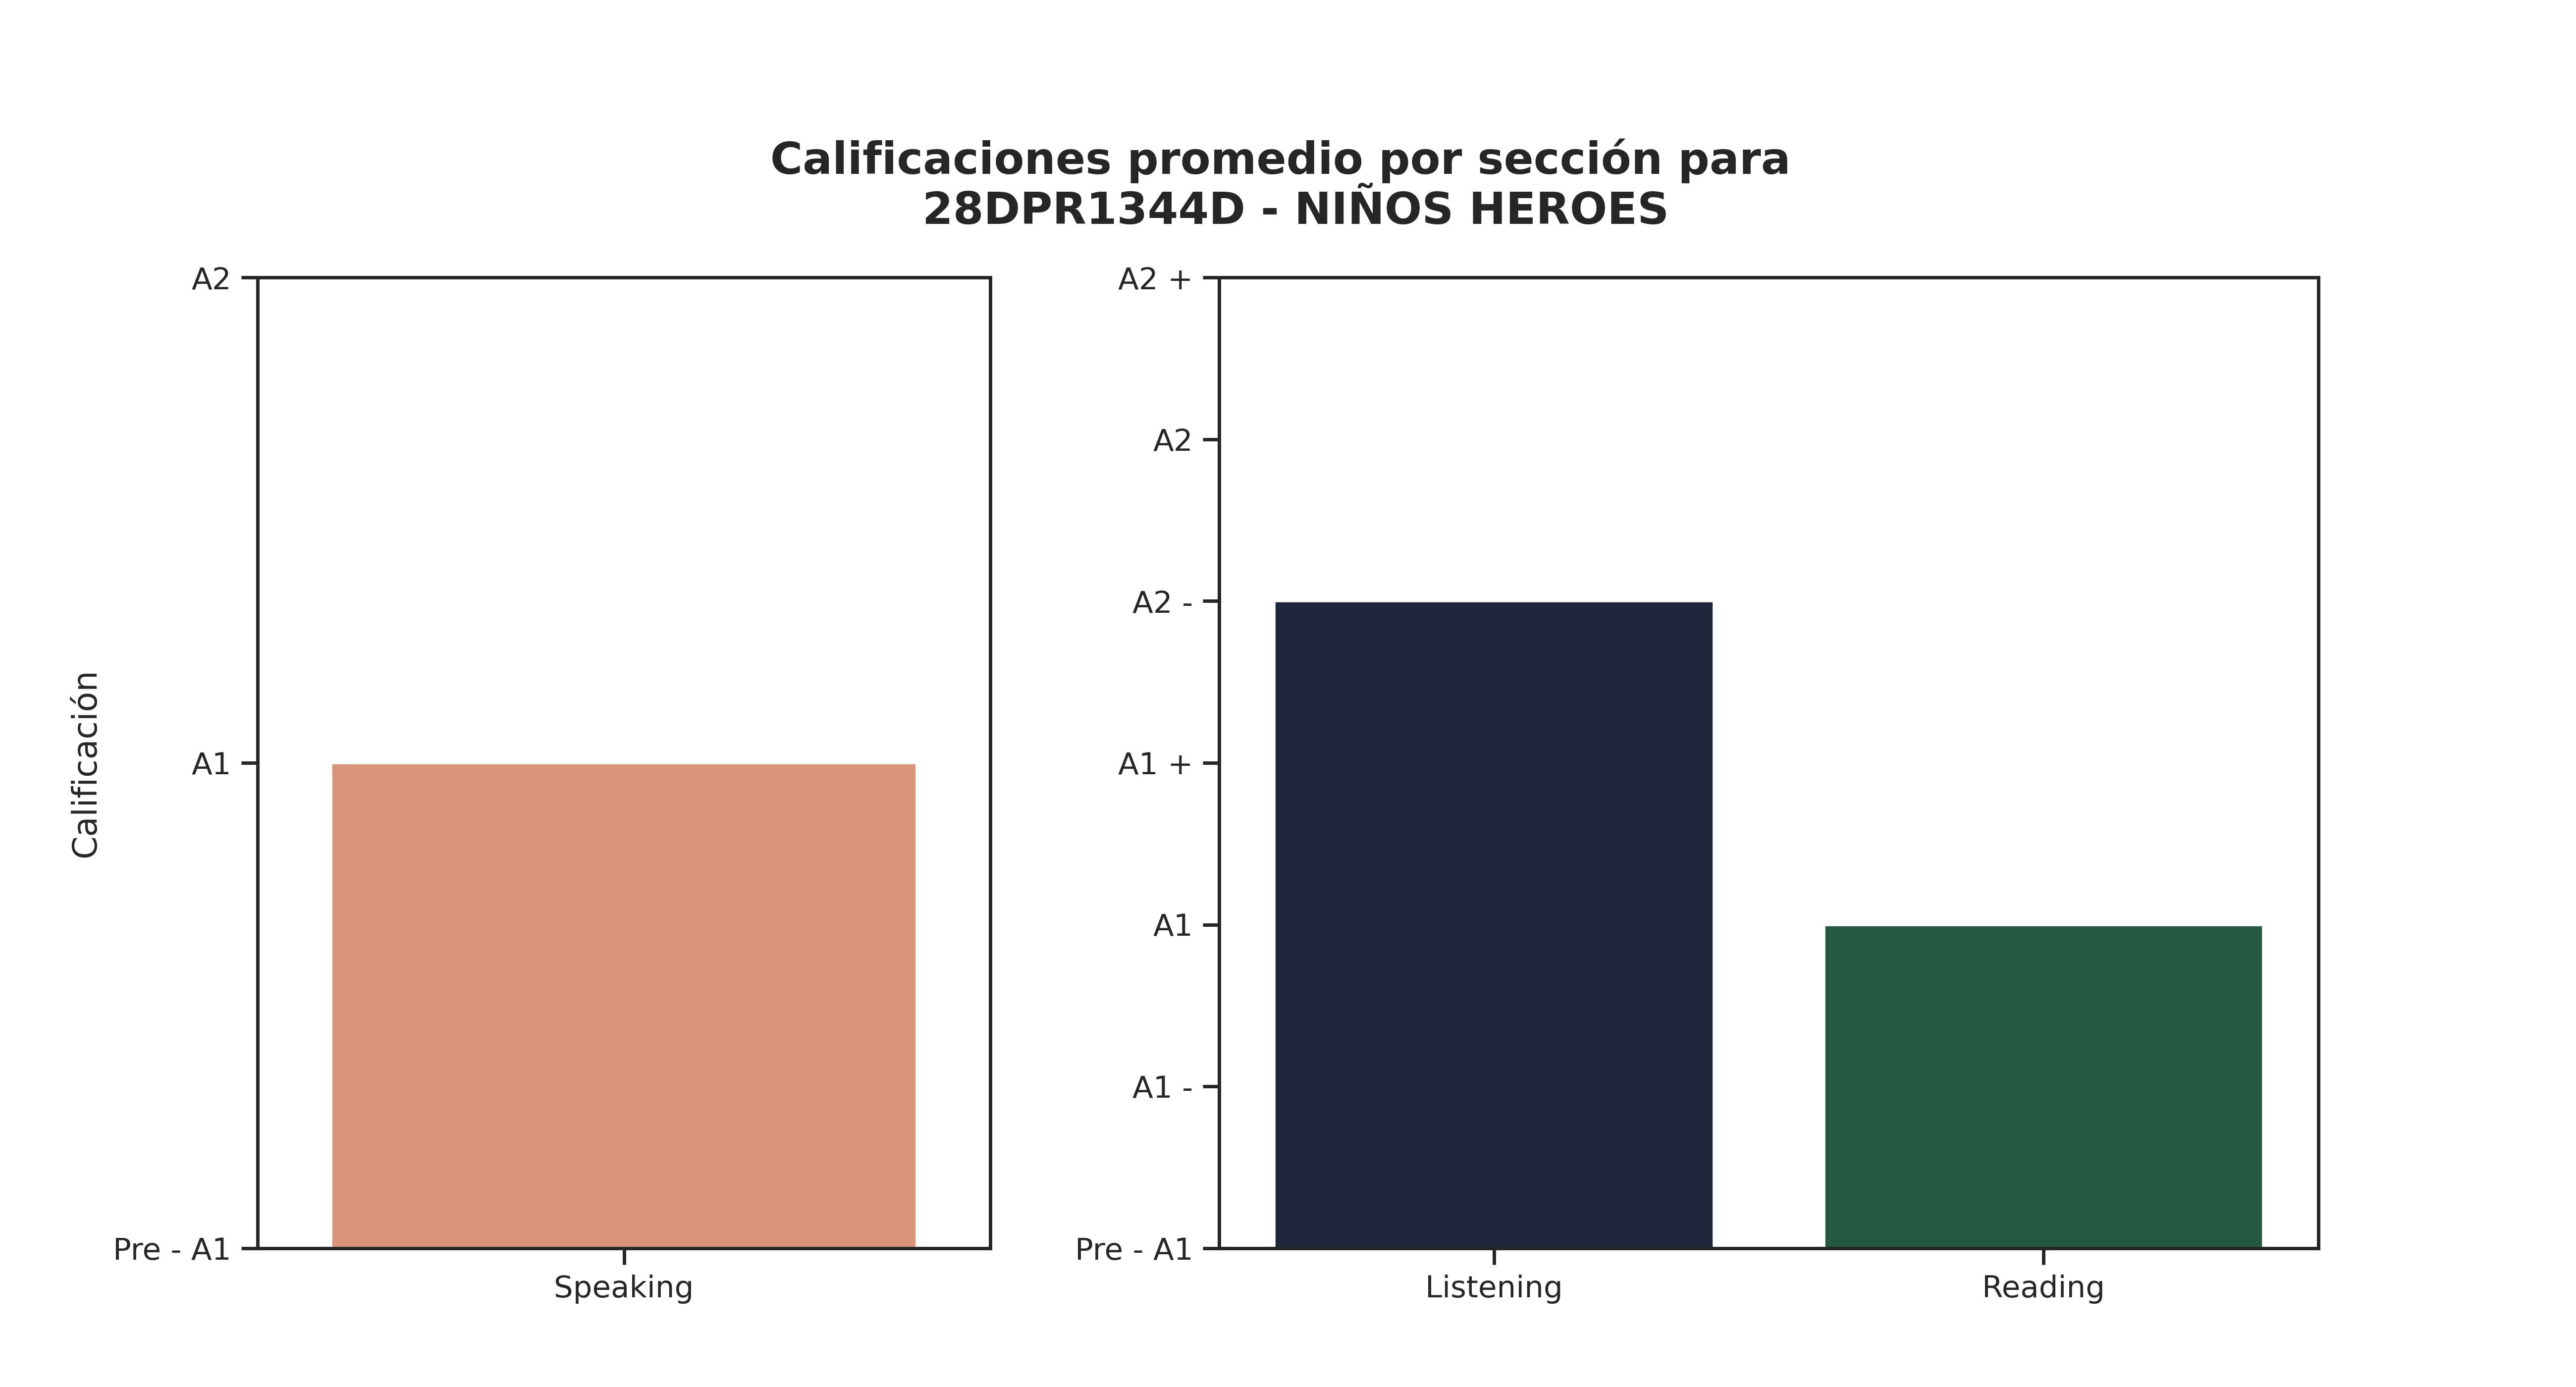 Calificaciones promedio por sección para
28DPR1344D - NIÑOS HEROES
Calificación
A2
A1
Pre - A1
Speaking
A2 +
A2
A2 -
A1 +
A1
A1 -
Pre - A1
Listening
Reading